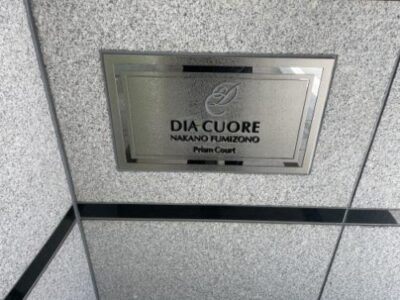 DIA CUORE
NAKANO FUMIZONO
Prism Court